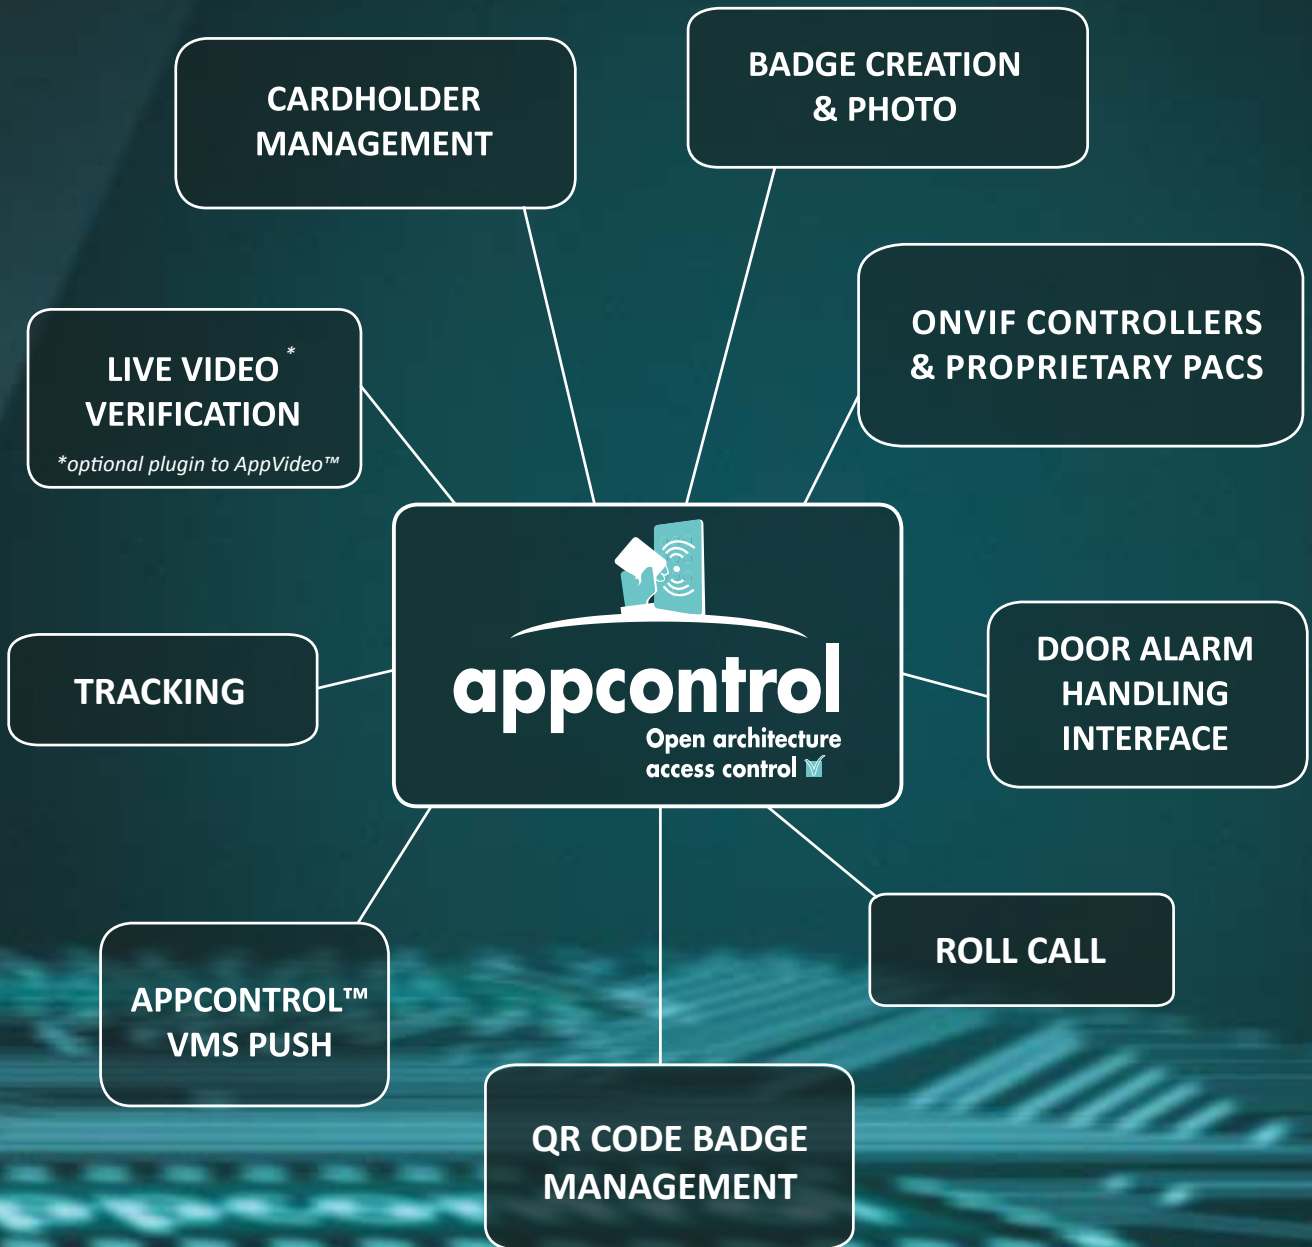 CARDHOLDER
MANAGEMENT
BADGE CREATION
& PHOTO
LIVE VIDEO *
VERIFICATION
*optional plugin to AppVideo™
ONVIF CONTROLLERS
& PROPRIETARY PACS
appcontrol
Open architecture
access control
TRACKING
DOOR ALARM
HANDLING
INTERFACE
APPCONTROL™
VMS PUSH
ROLL CALL
QR CODE BADGE
MANAGEMENT